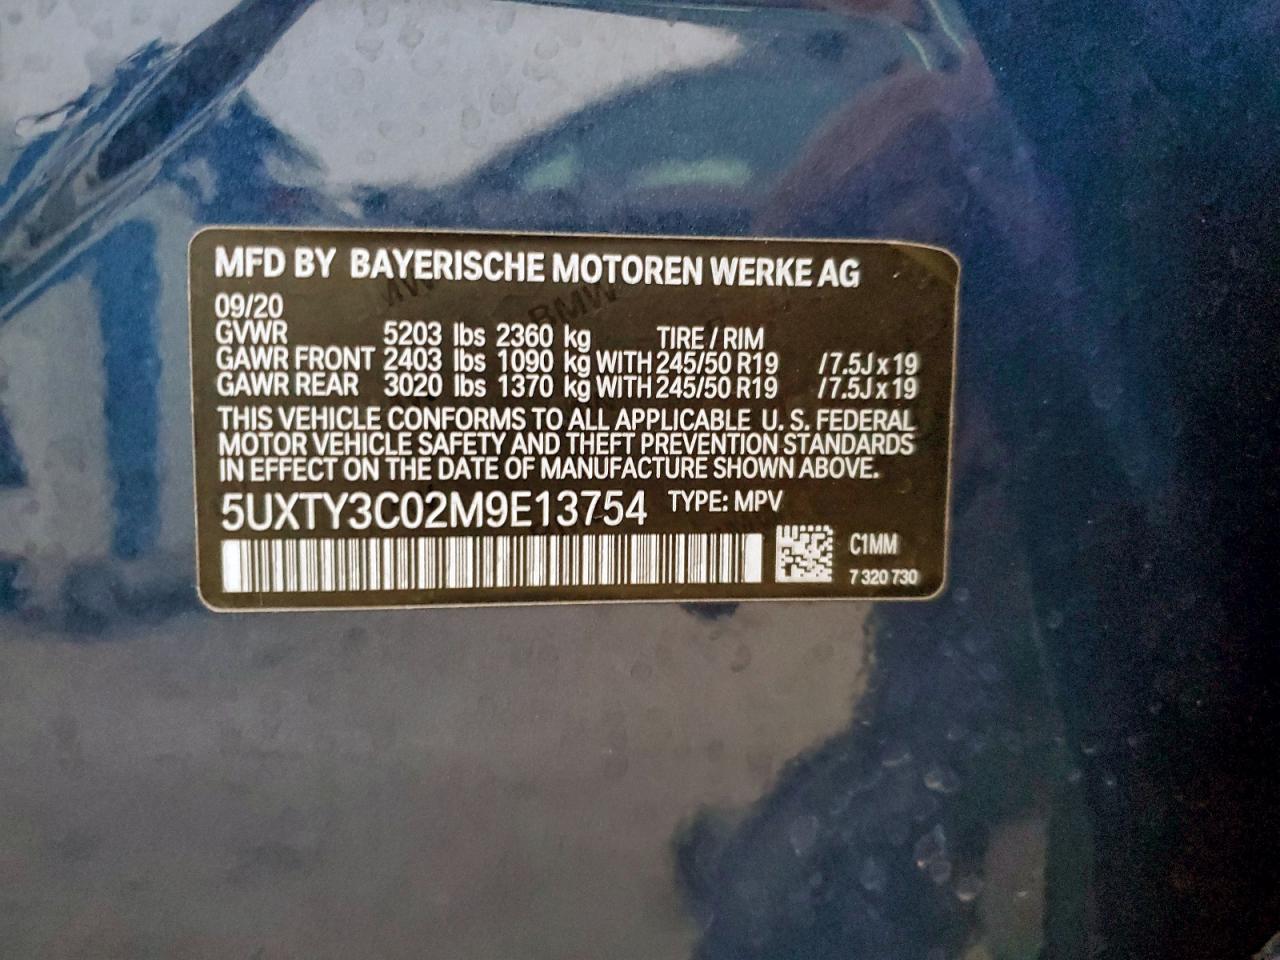 MFD BY BAYERISCHE MOTOREN WERKE AG
09/20
GVWR 5203 lbs 2360 kg TIRE / RIM
GAWR FRONT 2403 lbs 1090 kg WITH 245/50 R19 /7.5J x 19
GAWR REAR 3020 lbs 1370 kg WITH 245/50 R19 /7.5J x 19
THIS VEHICLE CONFORMS TO ALL APPLICABLE U. S. FEDERAL
MOTOR VEHICLE SAFETY AND THEFT PREVENTION STANDARDS
IN EFFECT ON THE DATE OF MANUFACTURE SHOWN ABOVE.
5UXTY3C02M9E13754 TYPE: MPV
C1MM
7 320 730
BMW